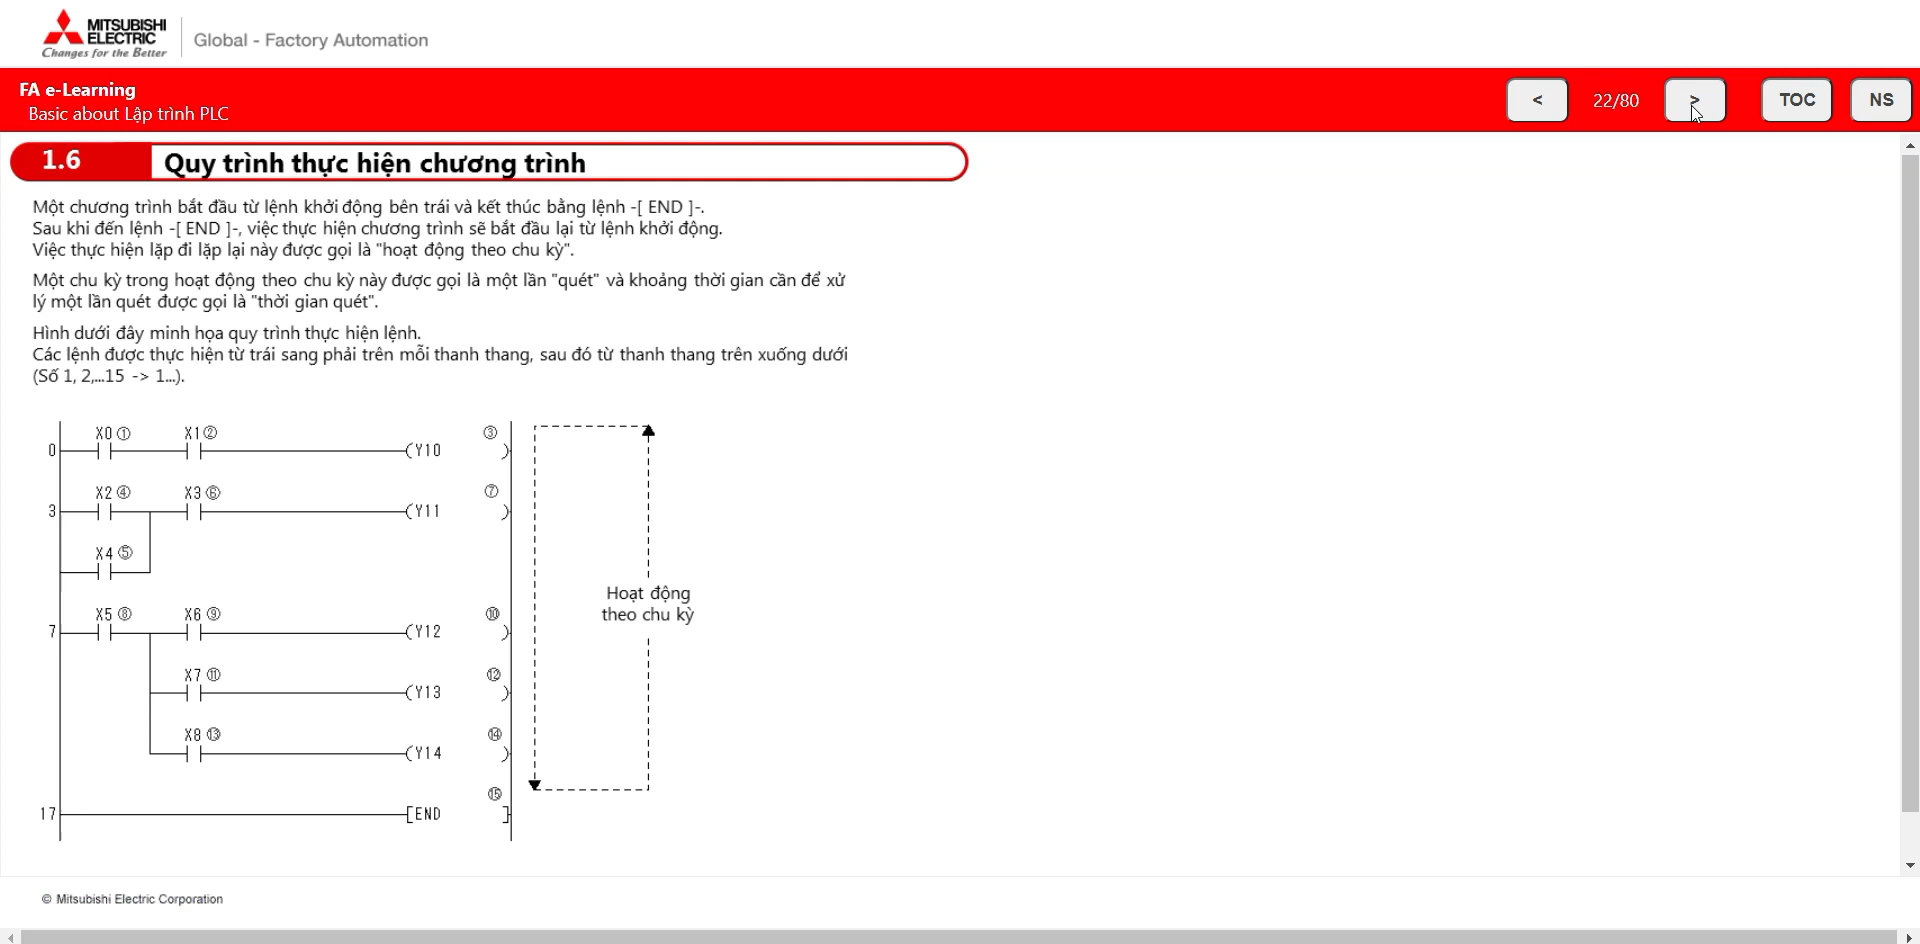 MITSUBISHI
ELECTRIC
Changes for the Better
Global - Factory Automation
FA e-Learning
Basic about Lập trình PLC
<
22/80
>
TOC
NS
1.6
Quy trình thực hiện chương trình
Một chương trình bắt đầu từ lệnh khởi động bên trái và kết thúc bằng lệnh -[ END ]-.
Sau khi đến lệnh -[ END ]-, việc thực hiện chương trình sẽ bắt đầu lại từ lệnh khởi động.
Việc thực hiện lặp đi lặp lại này được gọi là "hoạt động theo chu kỳ".
Một chu kỳ trong hoạt động theo chu kỳ này được gọi là một lần "quét" và khoảng thời gian cần để xử
lý một lần quét được gọi là "thời gian quét".
Hình dưới đây minh họa quy trình thực hiện lệnh.
Các lệnh được thực hiện từ trái sang phải trên mỗi thanh thang, sau đó từ thanh thang trên xuống dưới
(Số 1, 2,...15 -> 1...).
X0 ① X1 ② ③
0 (Y10 )
X2 ④ X3 ⑥ ⑦
3 (Y11 )
X4 ⑤
Hoạt động
theo chu kỳ
X5 ⑧ X6 ⑨ ⑩
7 (Y12 )
X7 ⑪ ⑫
(Y13 )
X8 ⑬ ⑭
(Y14 )
⑮
17 [END ]
© Mitsubishi Electric Corporation